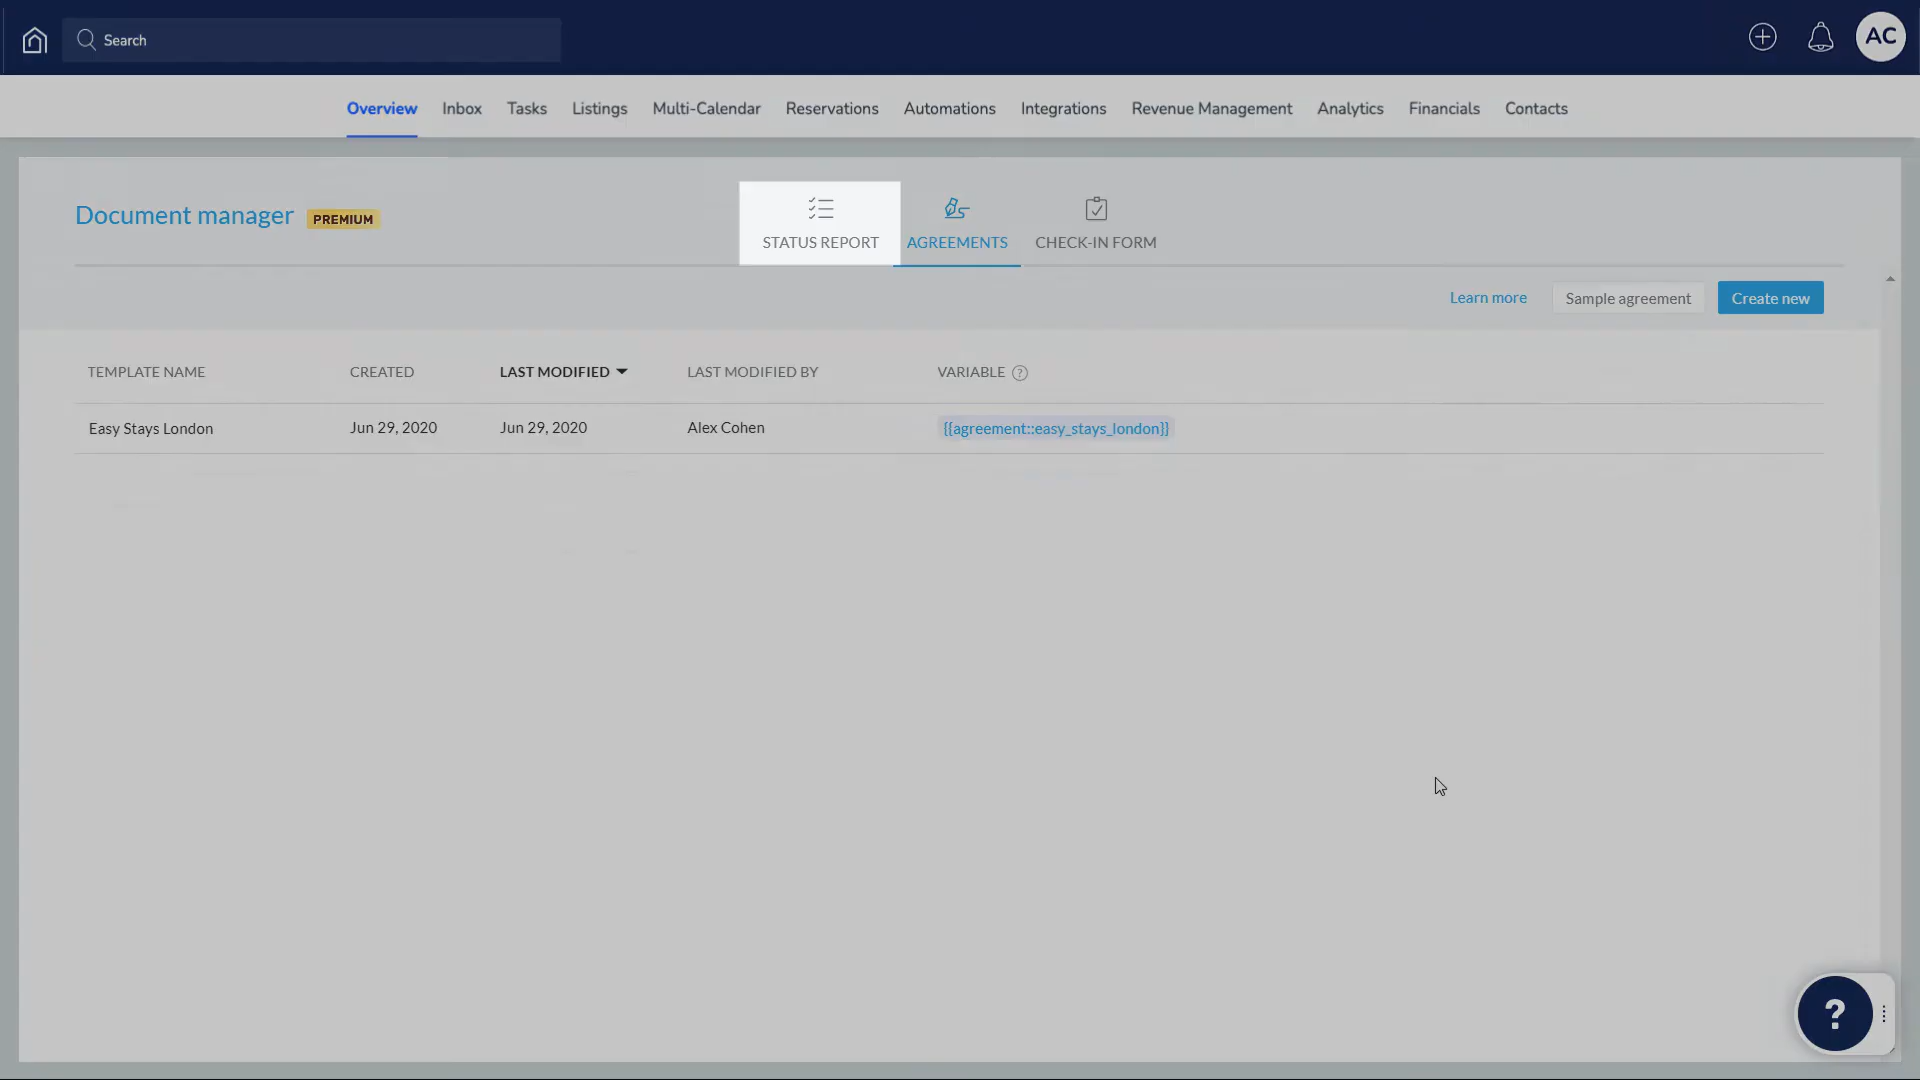 Search
AC
Overview Inbox Tasks Listings Multi-Calendar Reservations Automations Integrations Revenue Management Analytics Financials Contacts
Document manager PREMIUM
STATUS REPORT AGREEMENTS CHECK-IN FORM
Learn more Sample agreement Create new
TEMPLATE NAME CREATED LAST MODIFIED LAST MODIFIED BY VARIABLE ?
Easy Stays London Jun 29, 2020 Jun 29, 2020 Alex Cohen {{agreement::easy_stays_london}}
?